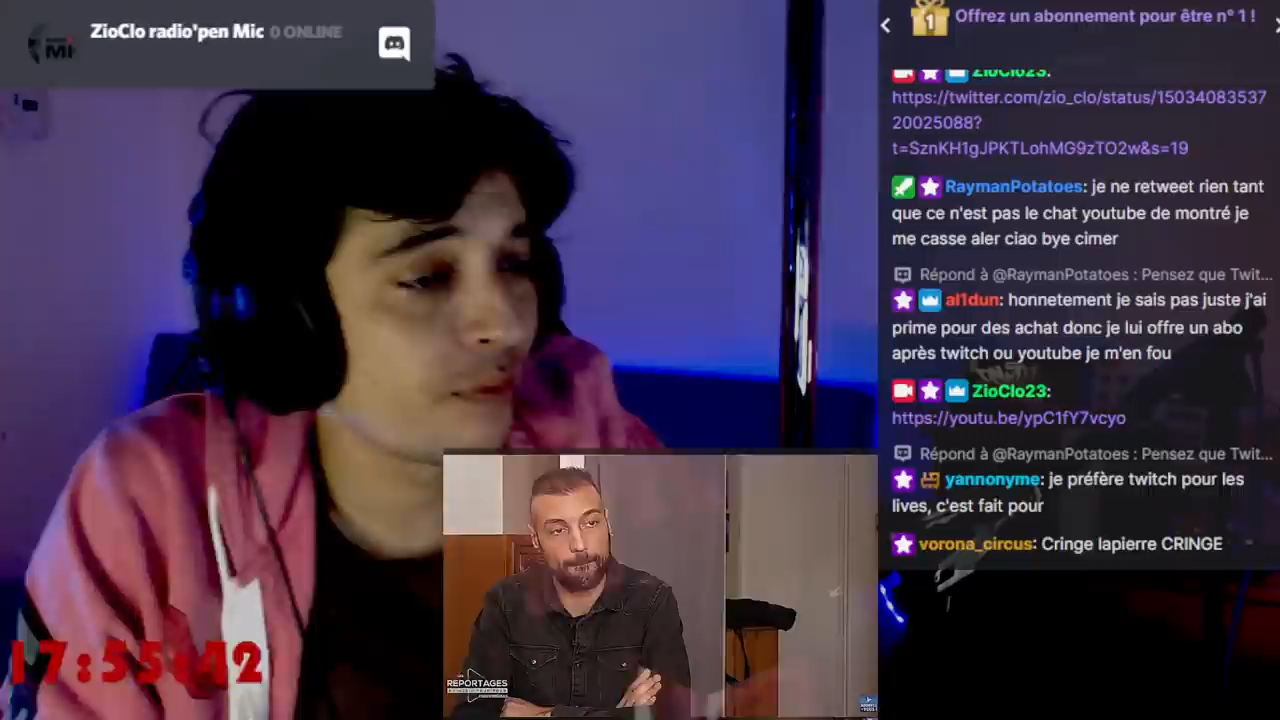 ZioClo radio'pen Mic 0 ONLINE
MIC
17:55:42
REPORTAGES
1
Offrez un abonnement pour être n° 1 !
ZioClo23:
https://twitter.com/zio_clo/status/15034083537
20025088?
t=SznKH1gJPKTLohMG9zTO2w&s=19
RaymanPotatoes: je ne retweet rien tant
que ce n'est pas le chat youtube de montré je
me casse aler ciao bye cimer
Répond à @RaymanPotatoes : Pensez que Twit...
al1dun: honnetement je sais pas juste j'ai
prime pour des achat donc je lui offre un abo
après twitch ou youtube je m'en fou
ZioClo23:
https://youtu.be/ypC1fY7vcyo
Répond à @RaymanPotatoes : Pensez que Twit...
yannonyme: je préfère twitch pour les
lives, c'est fait pour
vorona_circus: Cringe lapierre CRINGE